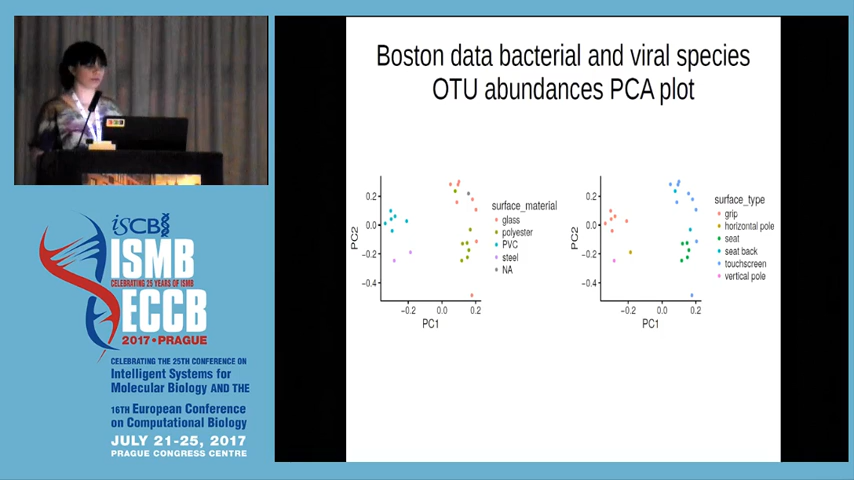 Boston data bacterial and viral species
OTU abundances PCA plot
0.2
0.0
−0.2
−0.4
PC2
−0.2
0.0
0.2
PC1
surface_material
glass
polyester
PVC
steel
NA
0.2
0.0
−0.2
−0.4
PC2
−0.2
0.0
0.2
PC1
surface_type
grip
horizontal pole
seat
seat back
touchscreen
vertical pole
iSCB
ISMB
CELEBRATING 25 YEARS OF ISMB
ECCB
2017 • PRAGUE
CELEBRATING THE 25TH CONFERENCE ON
Intelligent Systems for
Molecular Biology AND THE
16TH European Conference
on Computational Biology
JULY 21-25, 2017
PRAGUE CONGRESS CENTRE